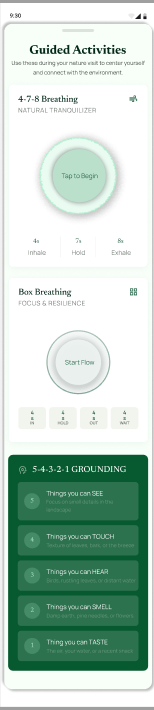 9:30
Guided Activities
Use these during your nature visit to center yourself
and connect with the environment.
4-7-8 Breathing
NATURAL TRANQUILIZER
Tap to Begin
4s
7s
8s
Inhale
Hold
Exhale
Box Breathing
FOCUS & RESILIENCE
Start Flow
4
4
4
4
S
S
S
S
IN
HOLD
OUT
WAIT
5-4-3-2-1 GROUNDING
5
Things you can SEE
Focus on small details in the
landscape
4
Things you can TOUCH
Texture of leaves, bark, or the breeze
3
Things you can HEAR
Birds, rustling leaves, or distant water
2
Things you can SMELL
Damp earth, pine needles, or flowers
1
Thing you can TASTE
The air, your water, or